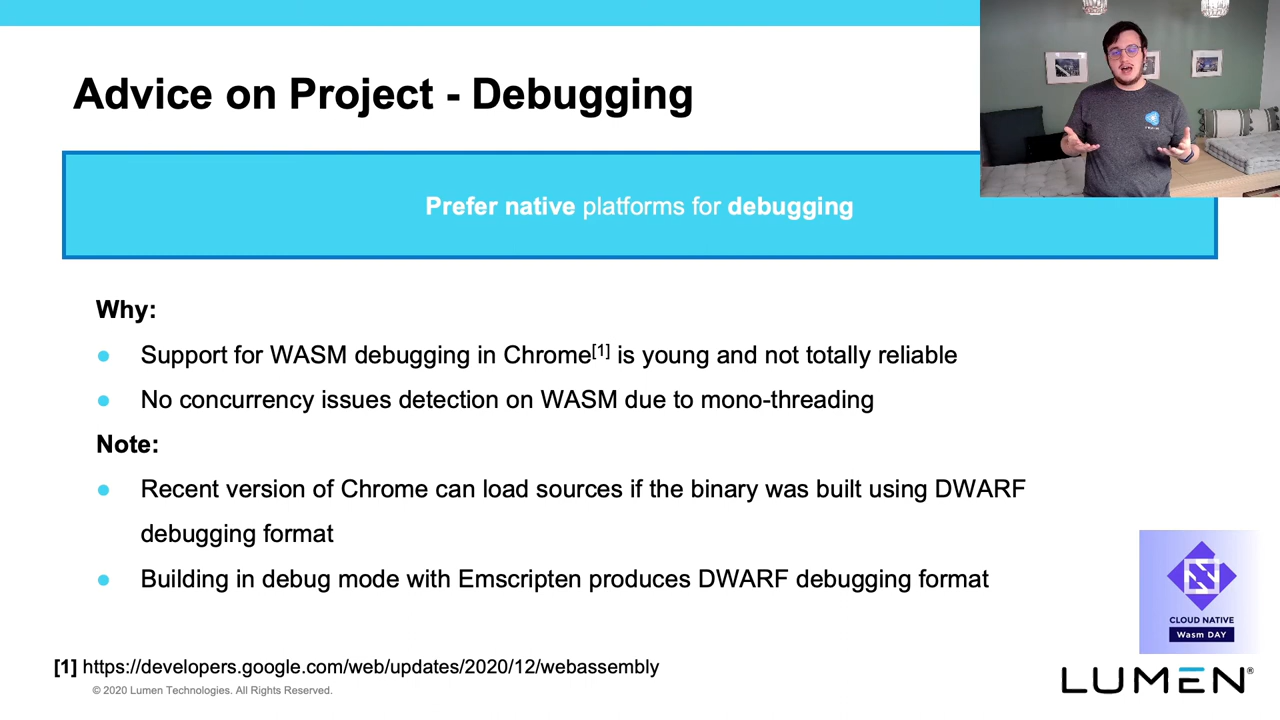 Advice on Project - Debugging
Prefer native platforms for debugging
Why:
● Support for WASM debugging in Chrome[1] is young and not totally reliable
● No concurrency issues detection on WASM due to mono-threading
Note:
● Recent version of Chrome can load sources if the binary was built using DWARF
debugging format
● Building in debug mode with Emscripten produces DWARF debugging format
CLOUD NATIVE
Wasm DAY
[1] https://developers.google.com/web/updates/2020/12/webassembly
© 2020 Lumen Technologies. All Rights Reserved.
LUMEN®